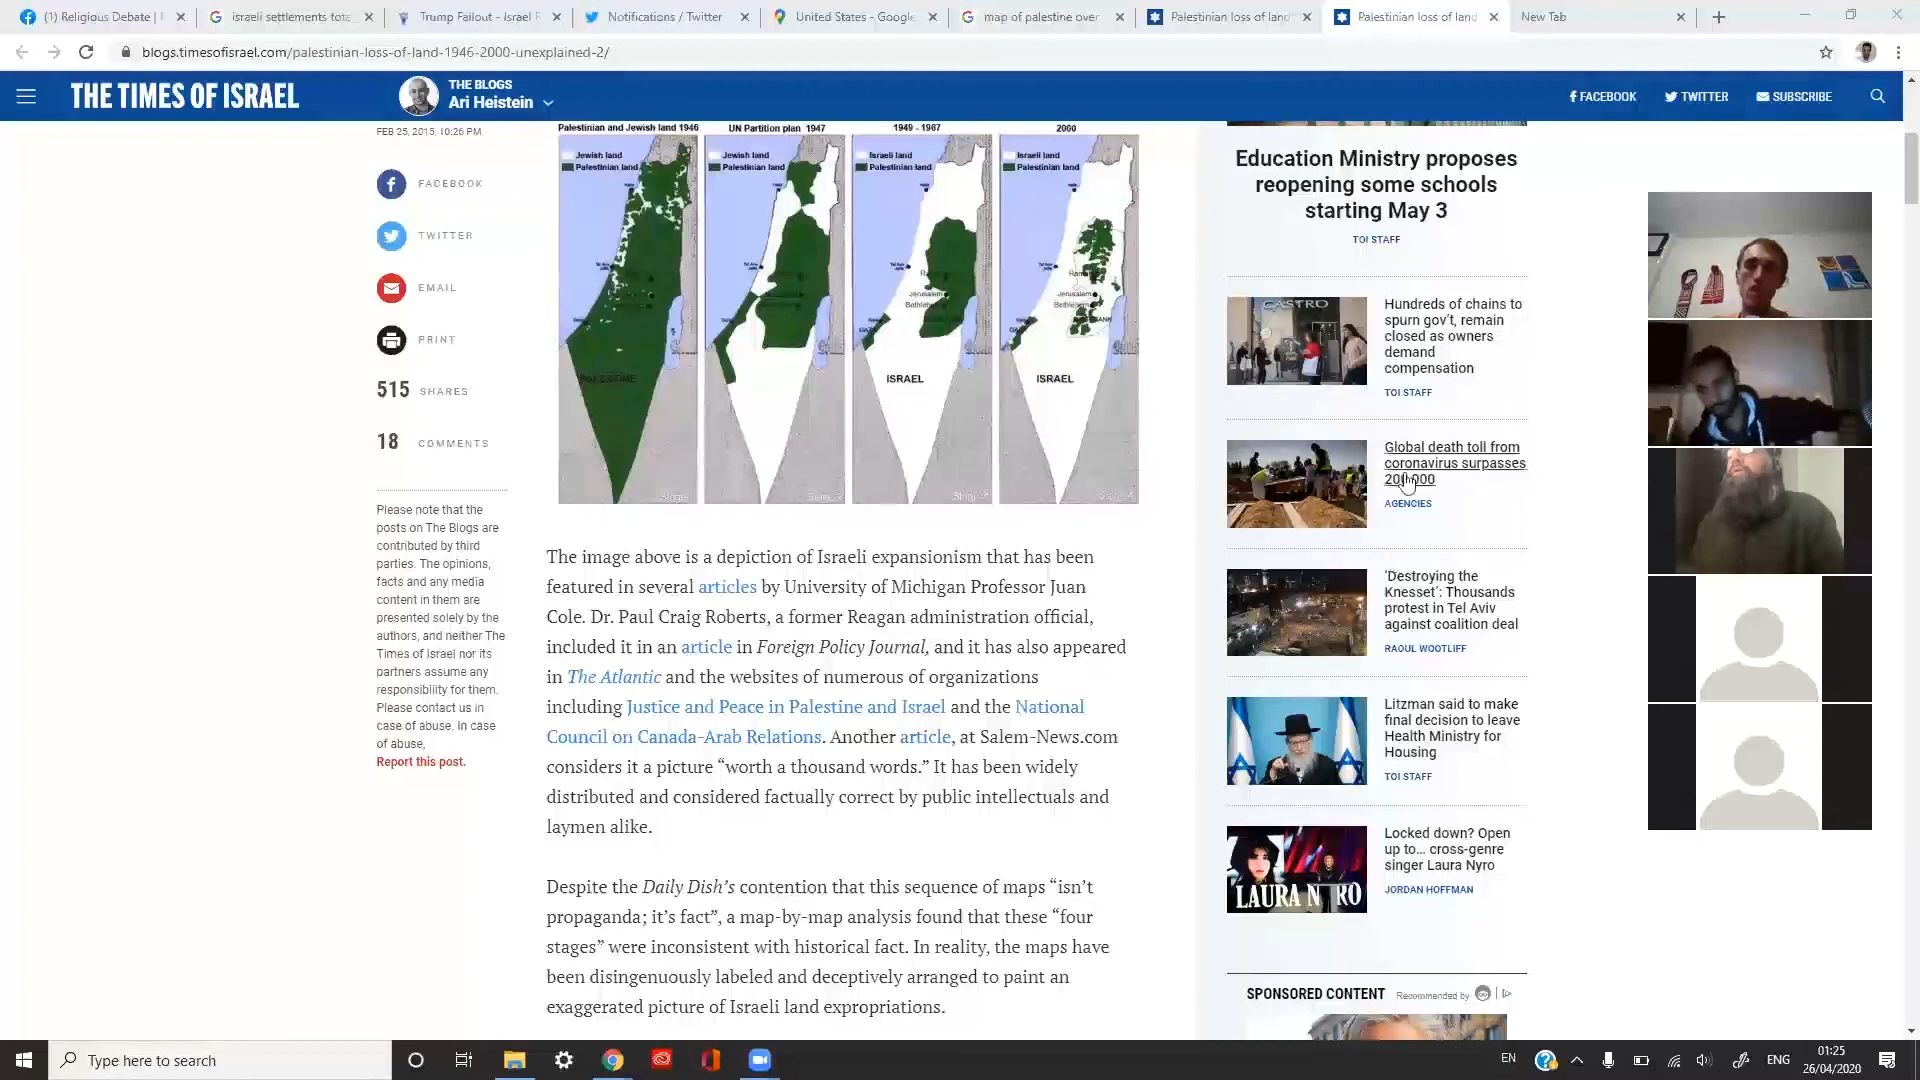 (1) Religious Debate |
israeli settlements tota
Trump Fallout - Israel
Notifications / Twitter
United States - Google
map of palestine over
Palestinian loss of land
Palestinian loss of land
New Tab
blogs.timesofisrael.com/palestinian-loss-of-land-1946-2000-unexplained-2/
THE TIMES OF ISRAEL
THE BLOGS
Ari Heistein
FACEBOOK
TWITTER
SUBSCRIBE
FEB 25, 2015, 10:26 PM
FACEBOOK
TWITTER
EMAIL
PRINT
515 SHARES
18 COMMENTS
Please note that the
posts on The Blogs are
contributed by third
parties. The opinions,
facts and any media
content in them are
presented solely by the
authors, and neither The
Times of Israel nor its
partners assume any
responsibility for them.
Please contact us in
case of abuse. In case
of abuse,
Report this post.
Palestinian and Jewish land 1946
Jewish land
Palestinian land
PALESTINE
UN Partition plan 1947
Jewish land
Palestinian land
1949 - 1967
Israeli land
Palestinian land
Jerusalem
Bethlehem
ISRAEL
2000
Israeli land
Palestinian land
Jerusalem
Bethlehem
ISRAEL
The image above is a depiction of Israeli expansionism that has been
featured in several articles by University of Michigan Professor Juan
Cole. Dr. Paul Craig Roberts, a former Reagan administration official,
included it in an article in Foreign Policy Journal, and it has also appeared
in The Atlantic and the websites of numerous of organizations
including Justice and Peace in Palestine and Israel and the National
Council on Canada-Arab Relations. Another article, at Salem-News.com
considers it a picture “worth a thousand words.” It has been widely
distributed and considered factually correct by public intellectuals and
laymen alike.
Despite the Daily Dish’s contention that this sequence of maps “isn’t
propaganda; it’s fact”, a map-by-map analysis found that these “four
stages” were inconsistent with historical fact. In reality, the maps have
been disingenuously labeled and deceptively arranged to paint an
exaggerated picture of Israeli land expropriations.
Education Ministry proposes
reopening some schools
starting May 3
TOI STAFF
CASTRO
Hundreds of chains to
spurn gov’t, remain
closed as owners
demand
compensation
TOI STAFF
Global death toll from
coronavirus surpasses
200,000
AGENCIES
‘Destroying the
Knesset’: Thousands
protest in Tel Aviv
against coalition deal
RAOUL WOOTLIFF
Litzman said to make
final decision to leave
Health Ministry for
Housing
TOI STAFF
LAURA N RO
Locked down? Open
up to… cross-genre
singer Laura Nyro
JORDAN HOFFMAN
SPONSORED CONTENT
Recommended by
Type here to search
EN
ENG
01:25
26/04/2020